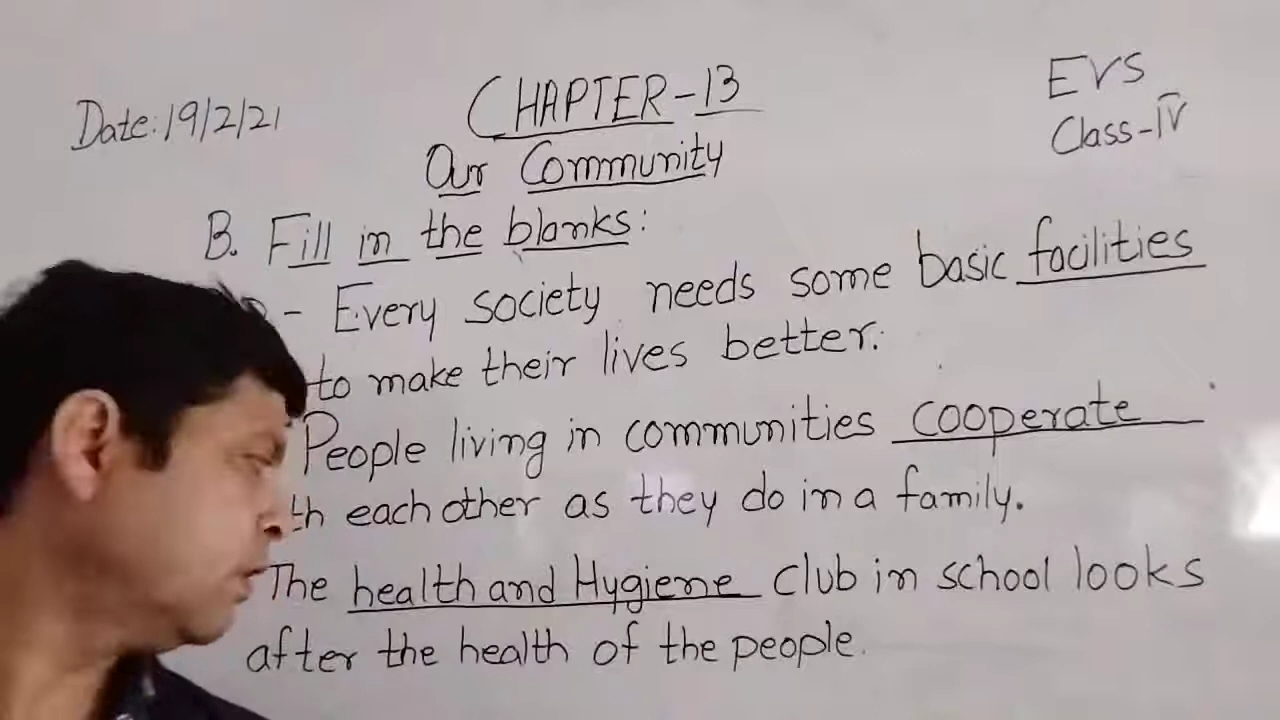 Date: 19/2/21
CHAPTER-13
EVS
Class-IV
Our Community
B. Fill in the blanks:
- Every society needs some basic facilities
to make their lives better.
People living in communities cooperate
th each other as they do in a family.
The health and Hygiene club in school looks
after the health of the people.